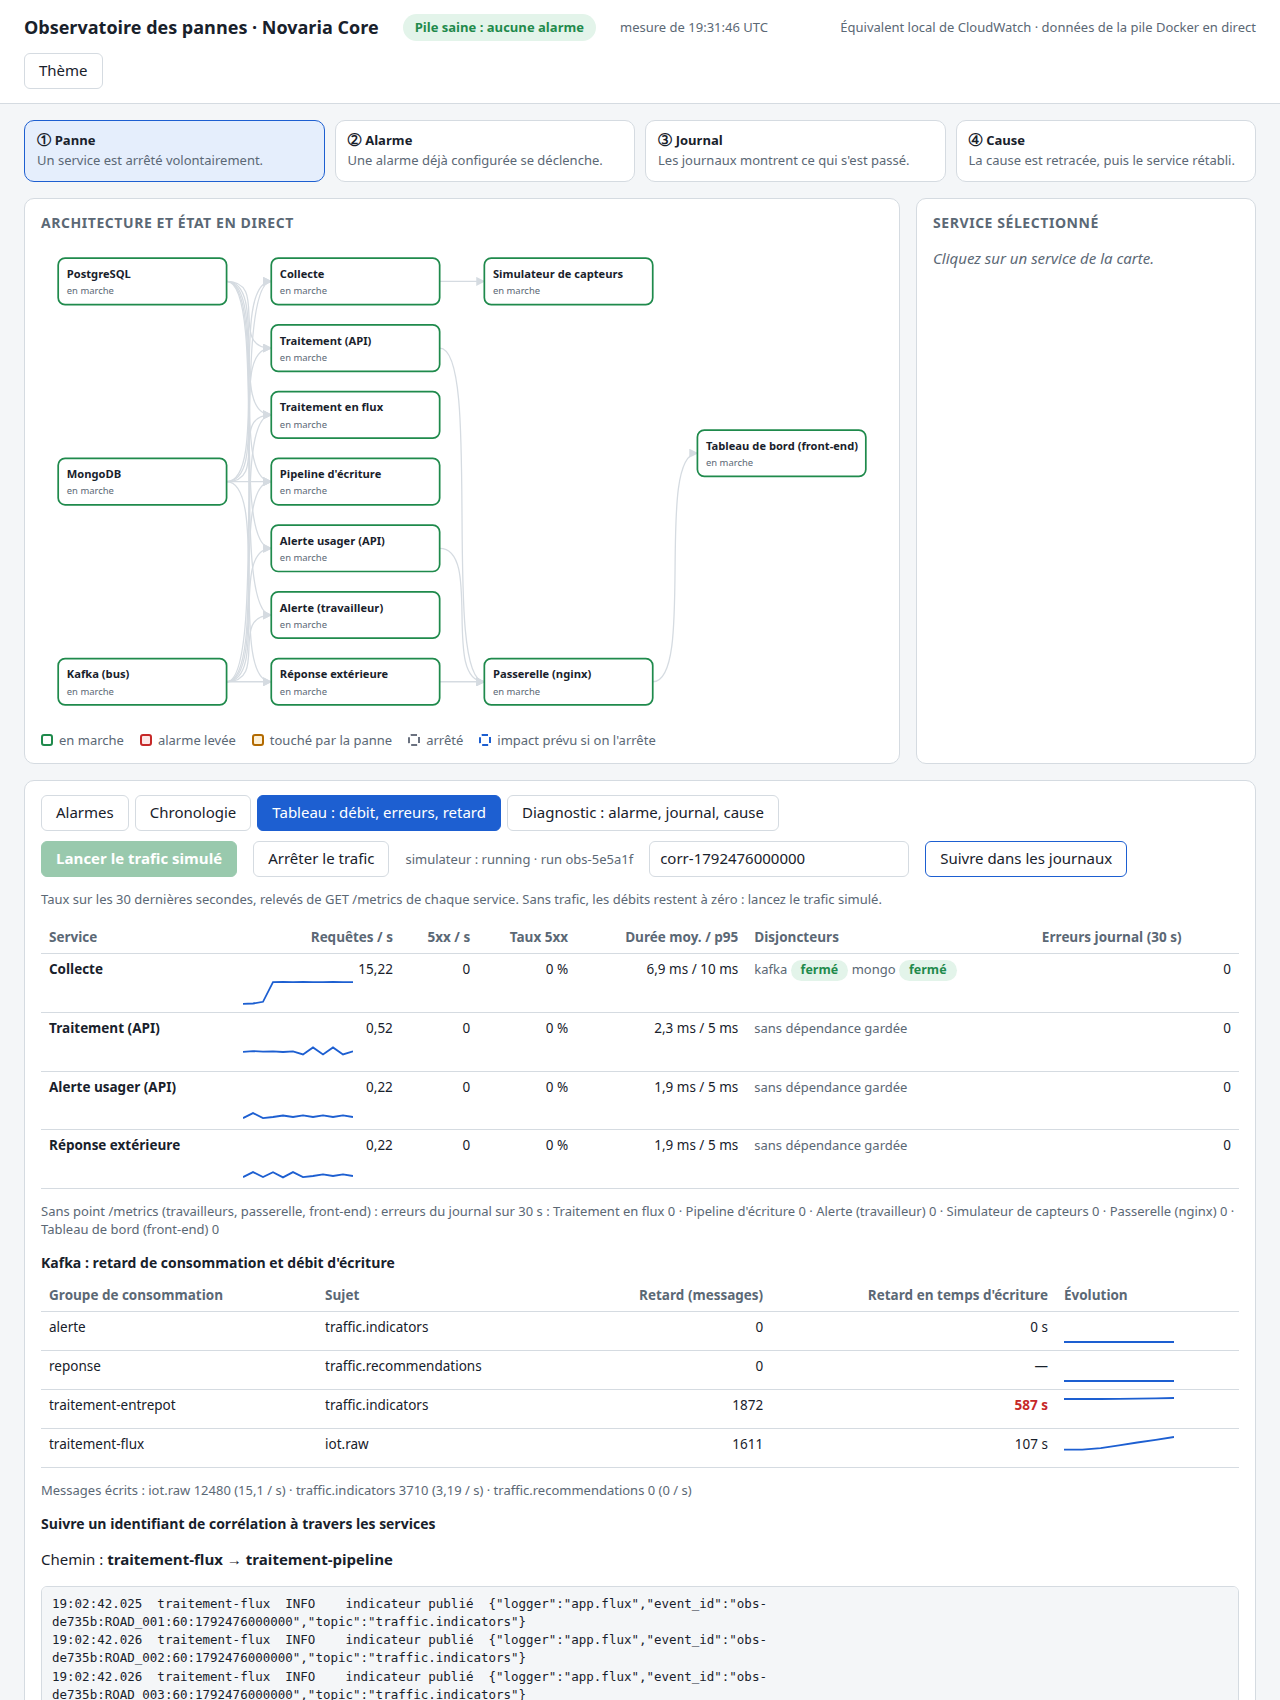 Observatoire des pannes · Novaria Core
Pile saine : aucune alarme
mesure de 19:31:46 UTC
Équivalent local de CloudWatch · données de la pile Docker en direct
Thème
① Panne
Un service est arrêté volontairement.
② Alarme
Une alarme déjà configurée se déclenche.
③ Journal
Les journaux montrent ce qui s'est passé.
④ Cause
La cause est retracée, puis le service rétabli.
ARCHITECTURE ET ÉTAT EN DIRECT
PostgreSQL
en marche
Collecte
en marche
Simulateur de capteurs
en marche
Traitement (API)
en marche
Traitement en flux
en marche
Tableau de bord (front-end)
en marche
MongoDB
en marche
Pipeline d'écriture
en marche
Alerte usager (API)
en marche
Alerte (travailleur)
en marche
Kafka (bus)
en marche
Réponse extérieure
en marche
Passerelle (nginx)
en marche
en marche
alarme levée
touché par la panne
arrêté
impact prévu si on l'arrête
SERVICE SÉLECTIONNÉ
Cliquez sur un service de la carte.
Alarmes
Chronologie
Tableau : débit, erreurs, retard
Diagnostic : alarme, journal, cause
Lancer le trafic simulé
Arrêter le trafic
simulateur : running · run obs-5e5a1f
corr-1792476000000
Suivre dans les journaux
Taux sur les 30 dernières secondes, relevés de GET /metrics de chaque service. Sans trafic, les débits restent à zéro : lancez le trafic simulé.
Service Requêtes / s 5xx / s Taux 5xx Durée moy. / p95 Disjoncteurs Erreurs journal (30 s)
Collecte 15,22 0 0 % 6,9 ms / 10 ms kafka fermé mongo fermé 0
Traitement (API) 0,52 0 0 % 2,3 ms / 5 ms sans dépendance gardée 0
Alerte usager (API) 0,22 0 0 % 1,9 ms / 5 ms sans dépendance gardée 0
Réponse extérieure 0,22 0 0 % 1,9 ms / 5 ms sans dépendance gardée 0
Sans point /metrics (travailleurs, passerelle, front-end) : erreurs du journal sur 30 s : Traitement en flux 0 · Pipeline d'écriture 0 · Alerte (travailleur) 0 · Simulateur de capteurs 0 · Passerelle (nginx) 0 ·
Tableau de bord (front-end) 0
Kafka : retard de consommation et débit d'écriture
Groupe de consommation Sujet Retard (messages) Retard en temps d'écriture Évolution
alerte traffic.indicators 0 0 s
reponse traffic.recommendations 0 —
traitement-entrepot traffic.indicators 1872 587 s
traitement-flux iot.raw 1611 107 s
Messages écrits : iot.raw 12480 (15,1 / s) · traffic.indicators 3710 (3,19 / s) · traffic.recommendations 0 (0 / s)
Suivre un identifiant de corrélation à travers les services
Chemin : traitement-flux → traitement-pipeline
19:02:42.025 traitement-flux INFO indicateur publié {"logger":"app.flux","event_id":"obs-
de735b:ROAD_001:60:1792476000000","topic":"traffic.indicators"}
19:02:42.026 traitement-flux INFO indicateur publié {"logger":"app.flux","event_id":"obs-
de735b:ROAD_002:60:1792476000000","topic":"traffic.indicators"}
19:02:42.026 traitement-flux INFO indicateur publié {"logger":"app.flux","event_id":"obs-
de735b:ROAD_003:60:1792476000000","topic":"traffic.indicators"}